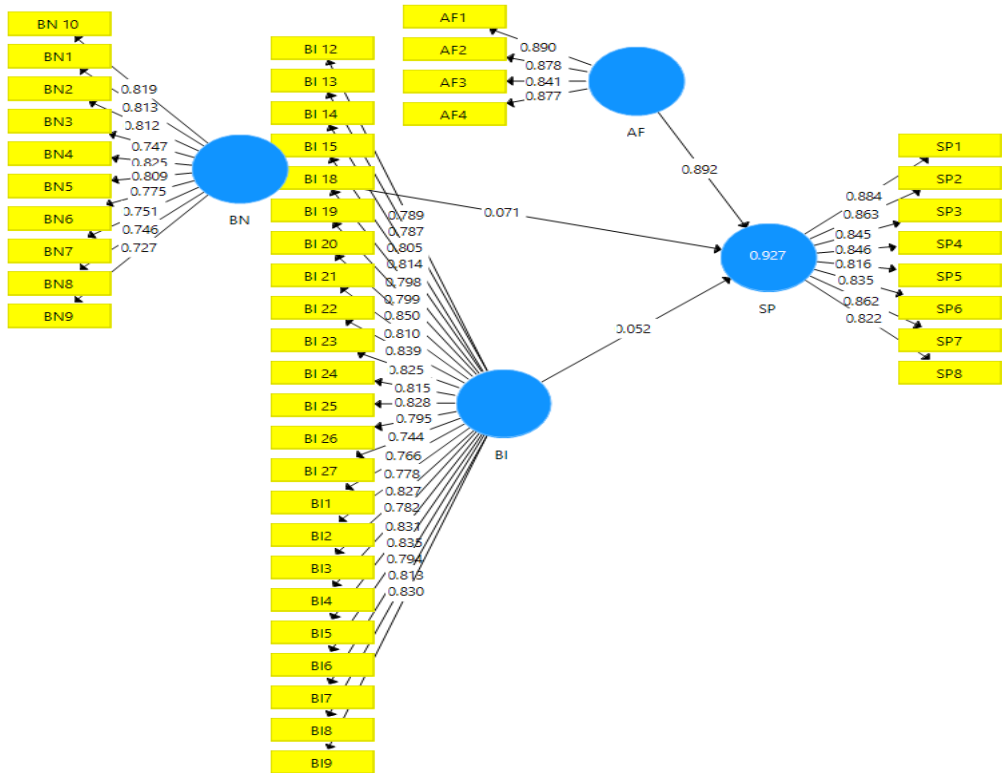 BN 10
BN1
BN2
BN3
BN4
BN5
BN6
BN7
BN8
BN9
0.819
0.813
0.812
0.747
0.825
0.809
0.775
0.751
0.746
0.727
BN
BI 12
BI 13
BI 14
BI 15
BI 18
BI 19
BI 20
BI 21
BI 22
BI 23
BI 24
BI 25
BI 26
BI 27
BI1
BI2
BI3
BI4
BI5
BI6
BI7
BI8
BI9
0.789
0.787
0.805
0.814
0.798
0.799
0.850
0.810
0.839
0.825
0.815
0.828
0.795
0.744
0.766
0.778
0.827
0.782
0.831
0.835
0.794
0.813
0.830
BI
AF1
AF2
AF3
AF4
0.890
0.878
0.841
0.877
AF
0.892
0.071
0.052
0.927
SP
0.884
0.863
0.845
0.846
0.816
0.835
0.862
0.822
SP1
SP2
SP3
SP4
SP5
SP6
SP7
SP8